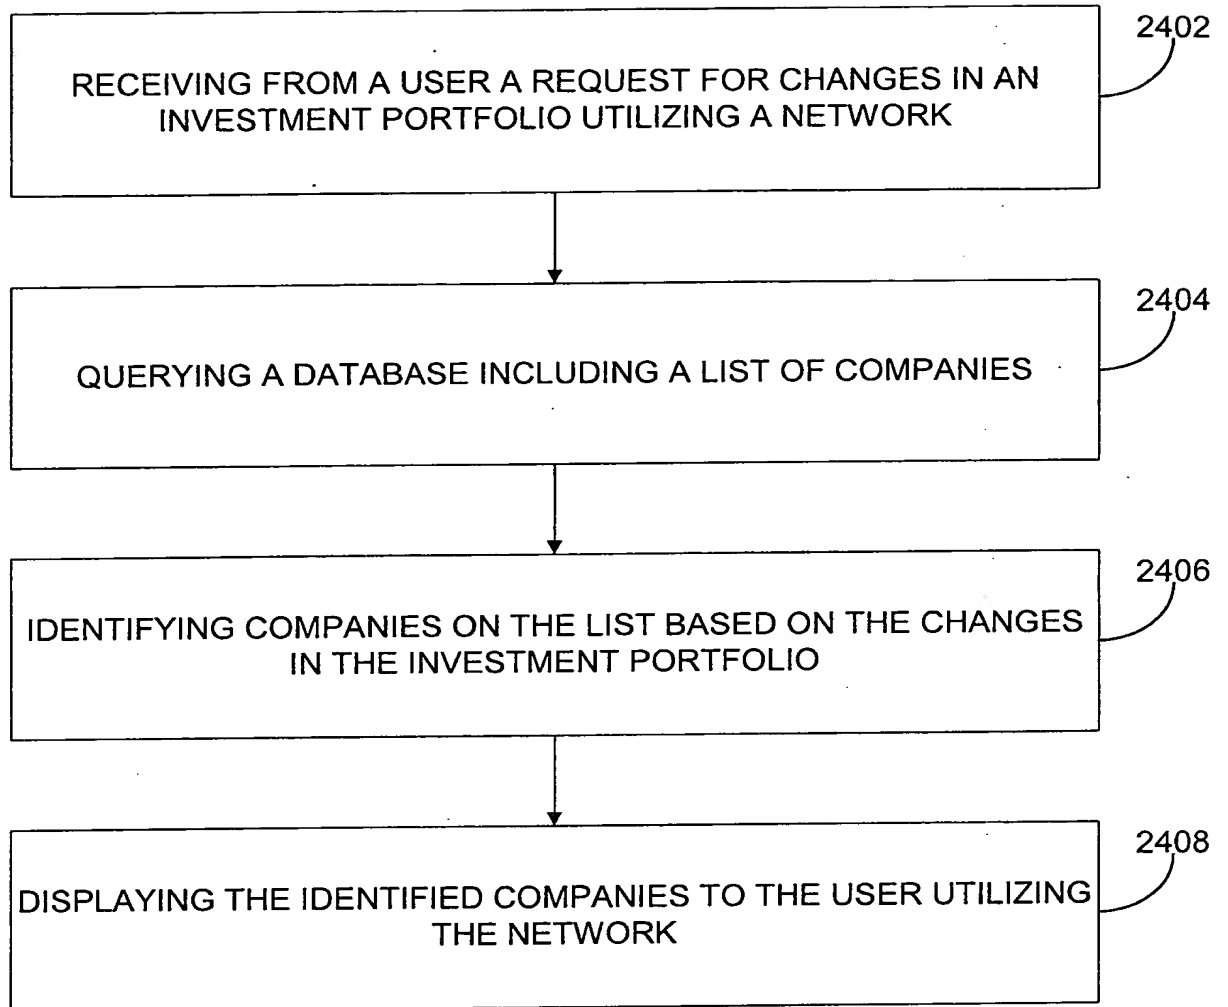 2402
RECEIVING FROM A USER A REQUEST FOR CHANGES IN AN
INVESTMENT PORTFOLIO UTILIZING A NETWORK
2404
QUERYING A DATABASE INCLUDING A LIST OF COMPANIES
2406
IDENTIFYING COMPANIES ON THE LIST BASED ON THE CHANGES
IN THE INVESTMENT PORTFOLIO
2408
DISPLAYING THE IDENTIFIED COMPANIES TO THE USER UTILIZING
THE NETWORK